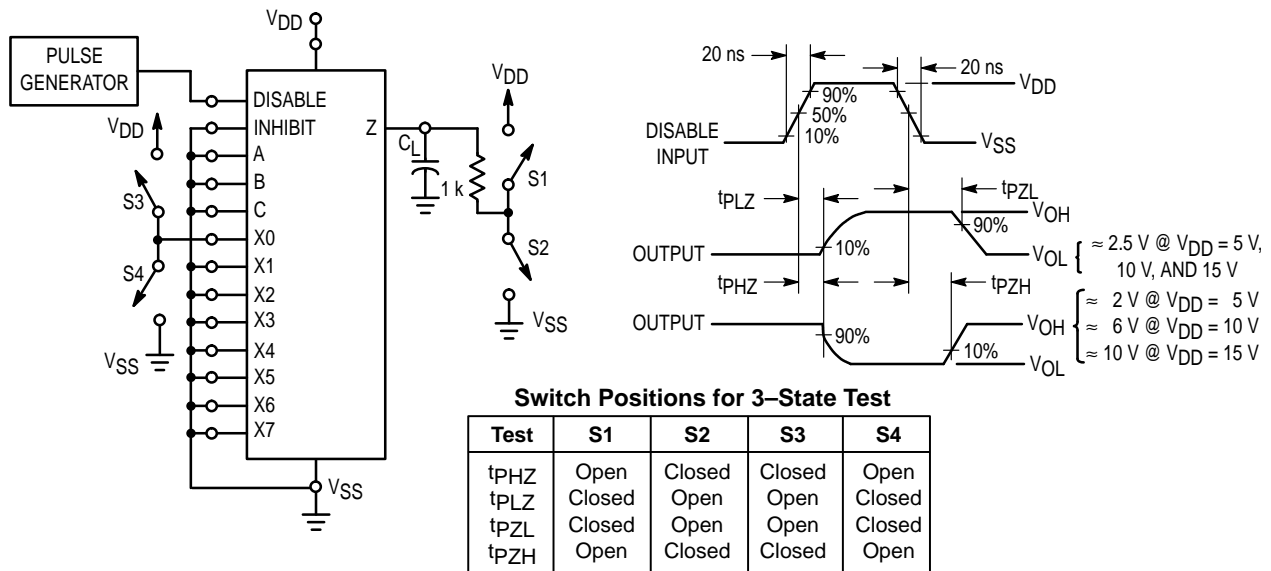 VDD
PULSE
GENERATOR
DISABLE
INHIBIT
A
B
C
X0
X1
X2
X3
X4
X5
X6
X7
Z
VDD
S3
S4
VSS
VSS
CL
1 k
VDD
S1
S2
VSS
20 ns
20 ns
VDD
90%
50%
10%
DISABLE
INPUT
VSS
tPLZ
tPZL
VOH
90%
OUTPUT
10%
VOL
≈ 2.5 V @ VDD = 5 V,
10 V, AND 15 V
tPHZ
tPZH
OUTPUT
90%
VOH
10%
VOL
≈ 2 V @ VDD = 5 V
≈ 6 V @ VDD = 10 V
≈ 10 V @ VDD = 15 V
Switch Positions for 3–State Test
Test S1 S2 S3 S4
tPHZ Open Closed Closed Open
tPLZ Closed Open Open Closed
tPZL Closed Open Open Closed
tPZH Open Closed Closed Open